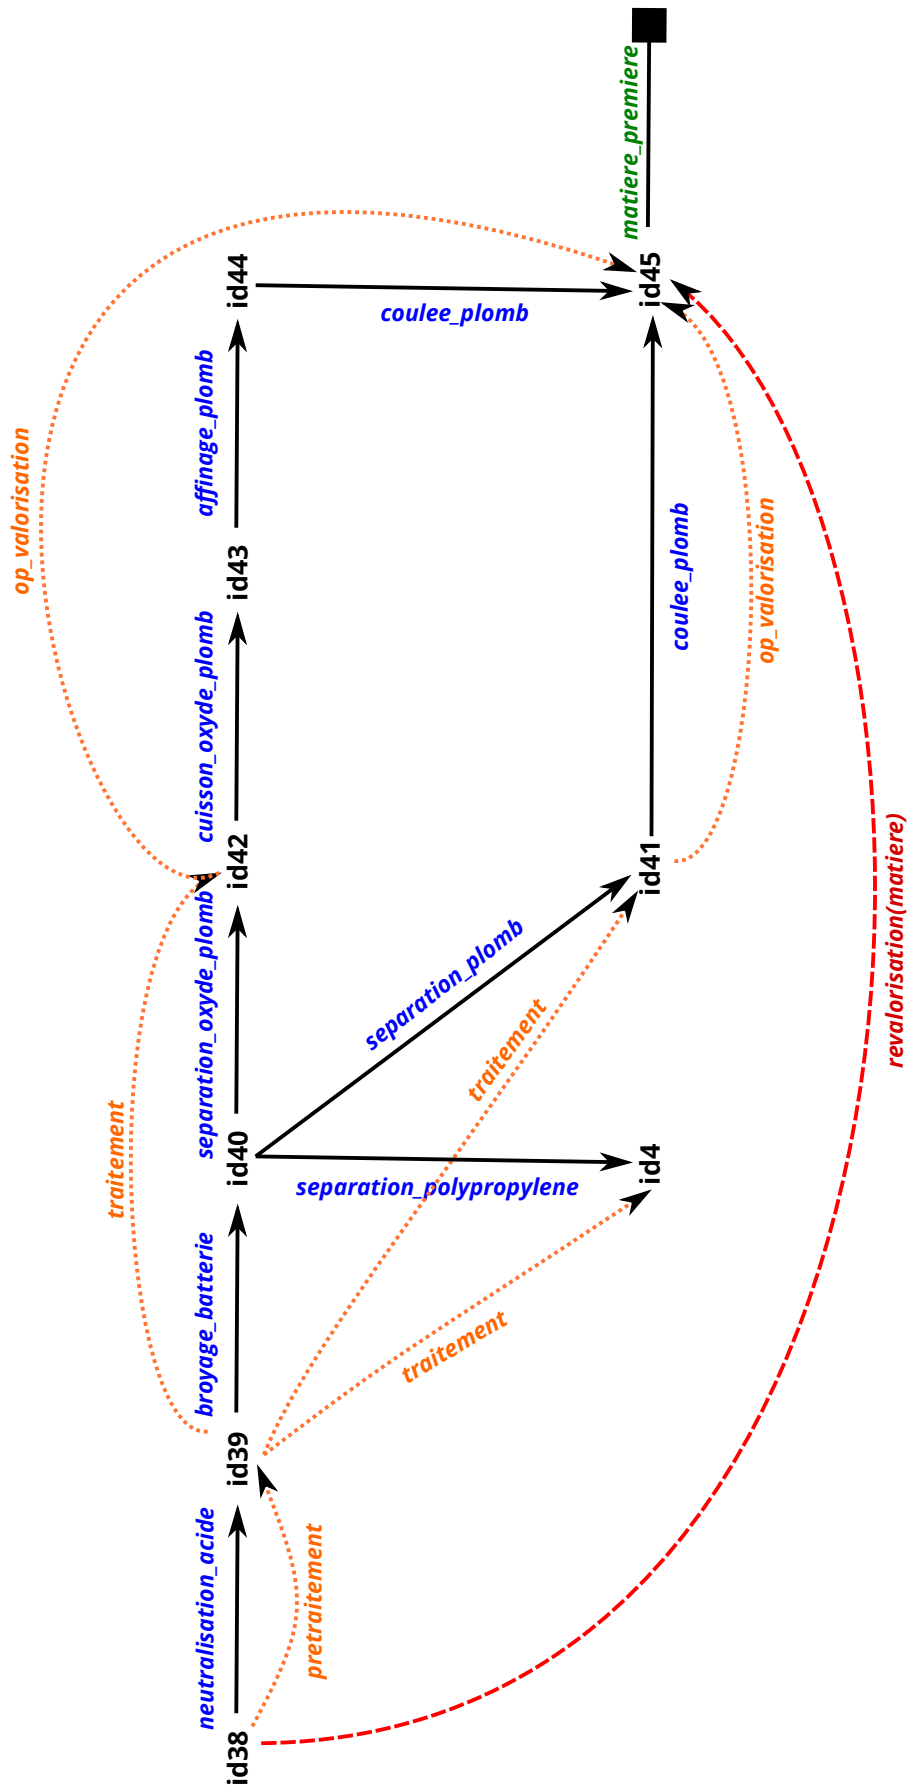 matiere_premiere
id44
id45
coulee_plomb
affinage_plomb
op_valorisation
id43
coulee_plomb
op_valorisation
cuisson_oxyde_plomb
id42
id41
revalorisation(matiere)
separation_oxyde_plomb
separation_plomb
traitement
traitement
id40
id4
separation_polypropylene
broyage_batterie
traitement
id39
neutralisation_acide
pretraitement
id38